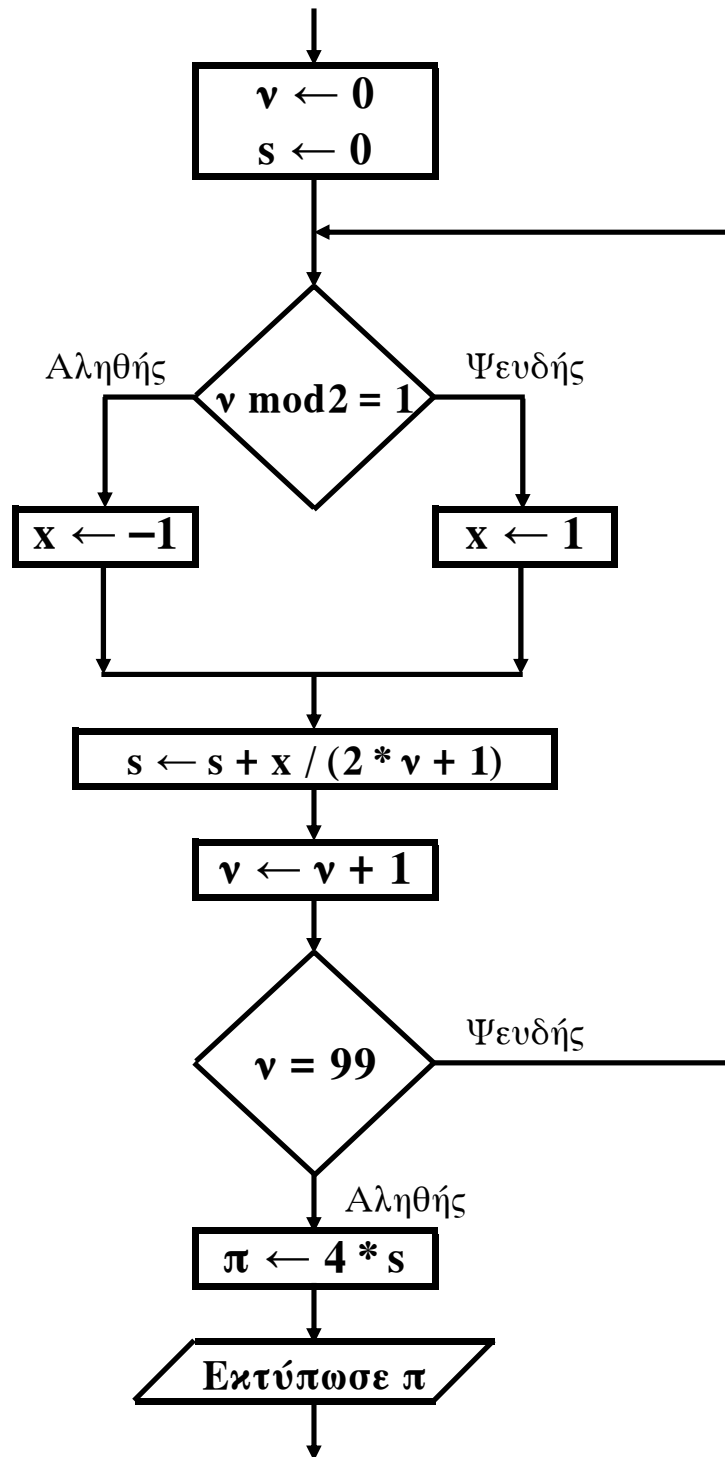 ν ← 0
s ← 0
Αληθής
Ψευδής
ν mod2 = 1
x ← −1
x ← 1
s ← s + x / (2 * ν + 1)
ν ← ν + 1
Ψευδής
ν = 99
Αληθής
π ← 4 * s
Εκτύπωσε π